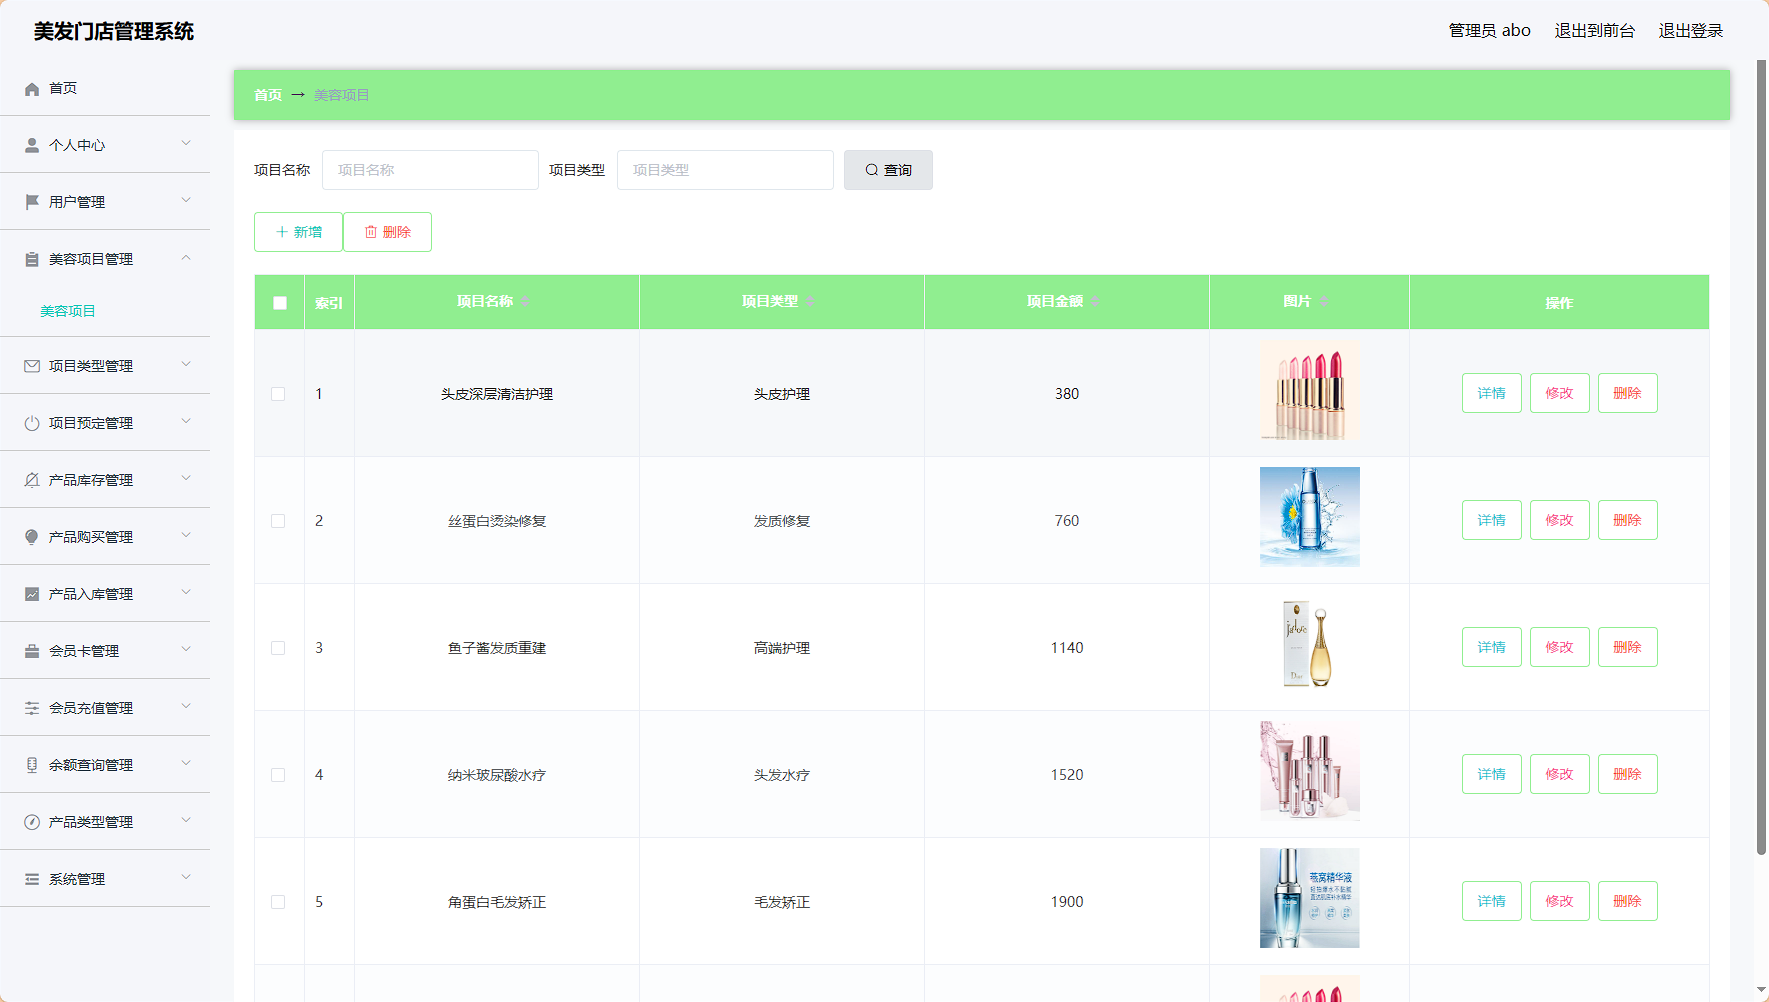 美发门店管理系统
管理员 abo 退出到前台 退出登录
首页
个人中心
用户管理
美容项目管理
美容项目
项目类型管理
项目预定管理
产品库存管理
产品购买管理
产品入库管理
会员卡管理
会员充值管理
余额查询管理
产品类型管理
系统管理
首页 → 美容项目
项目名称 项目名称 项目类型 项目类型 查询
新增 删除
索引 项目名称 项目类型 项目金额 图片 操作
1 头皮深层清洁护理 头皮护理 380 详情 修改 删除
2 丝蛋白烫染修复 发质修复 760 详情 修改 删除
3 鱼子酱发质重建 高端护理 1140 详情 修改 删除
j'adore
Dior
4 纳米玻尿酸水疗 头发水疗 1520 详情 修改 删除
5 角蛋白毛发矫正 毛发矫正 1900 详情 修改 删除
燕窝精华液